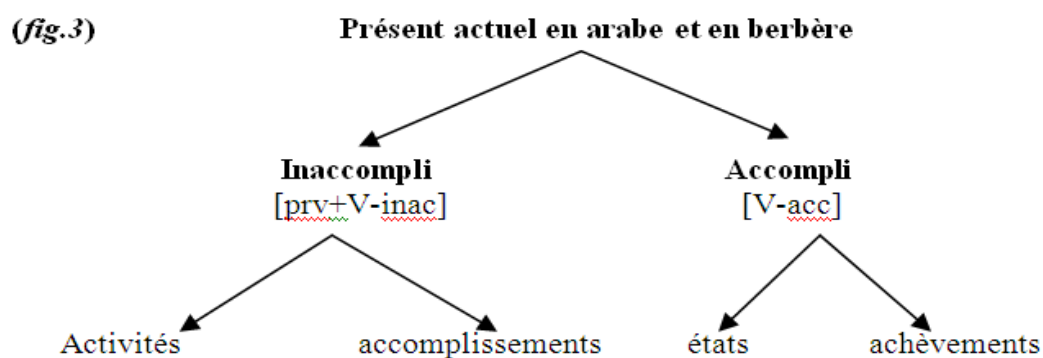 (fig.3) Présent actuel en arabe et en berbère
Inaccompli Accompli
[prv+V-inac] [V-acc]
Activités accomplissements états achèvements